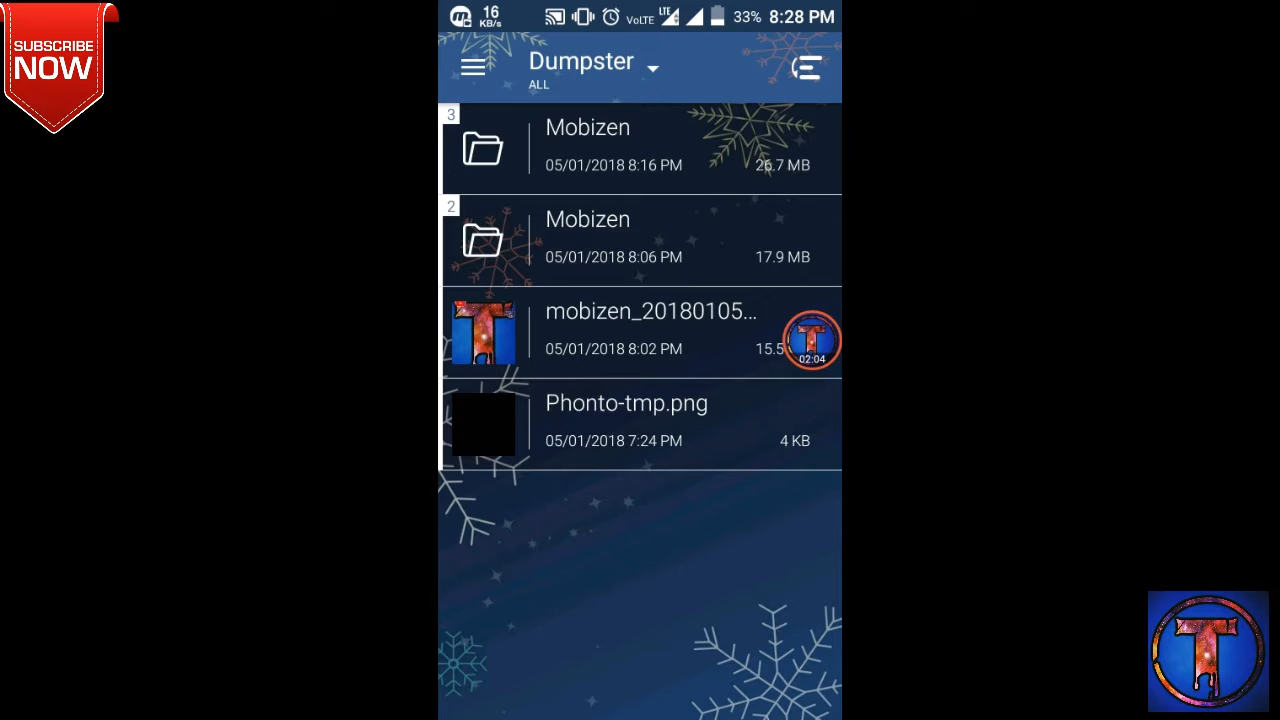 SUBSCRIBE
NOW
16
KB/s
VoLTE
LTE
33%
8:28 PM
Dumpster
ALL
3
Mobizen
05/01/2018 8:16 PM
26.7 MB
2
Mobizen
05/01/2018 8:06 PM
17.9 MB
mobizen_20180105...
05/01/2018 8:02 PM
15.5
T
02:04
Phonto-tmp.png
05/01/2018 7:24 PM
4 KB
T